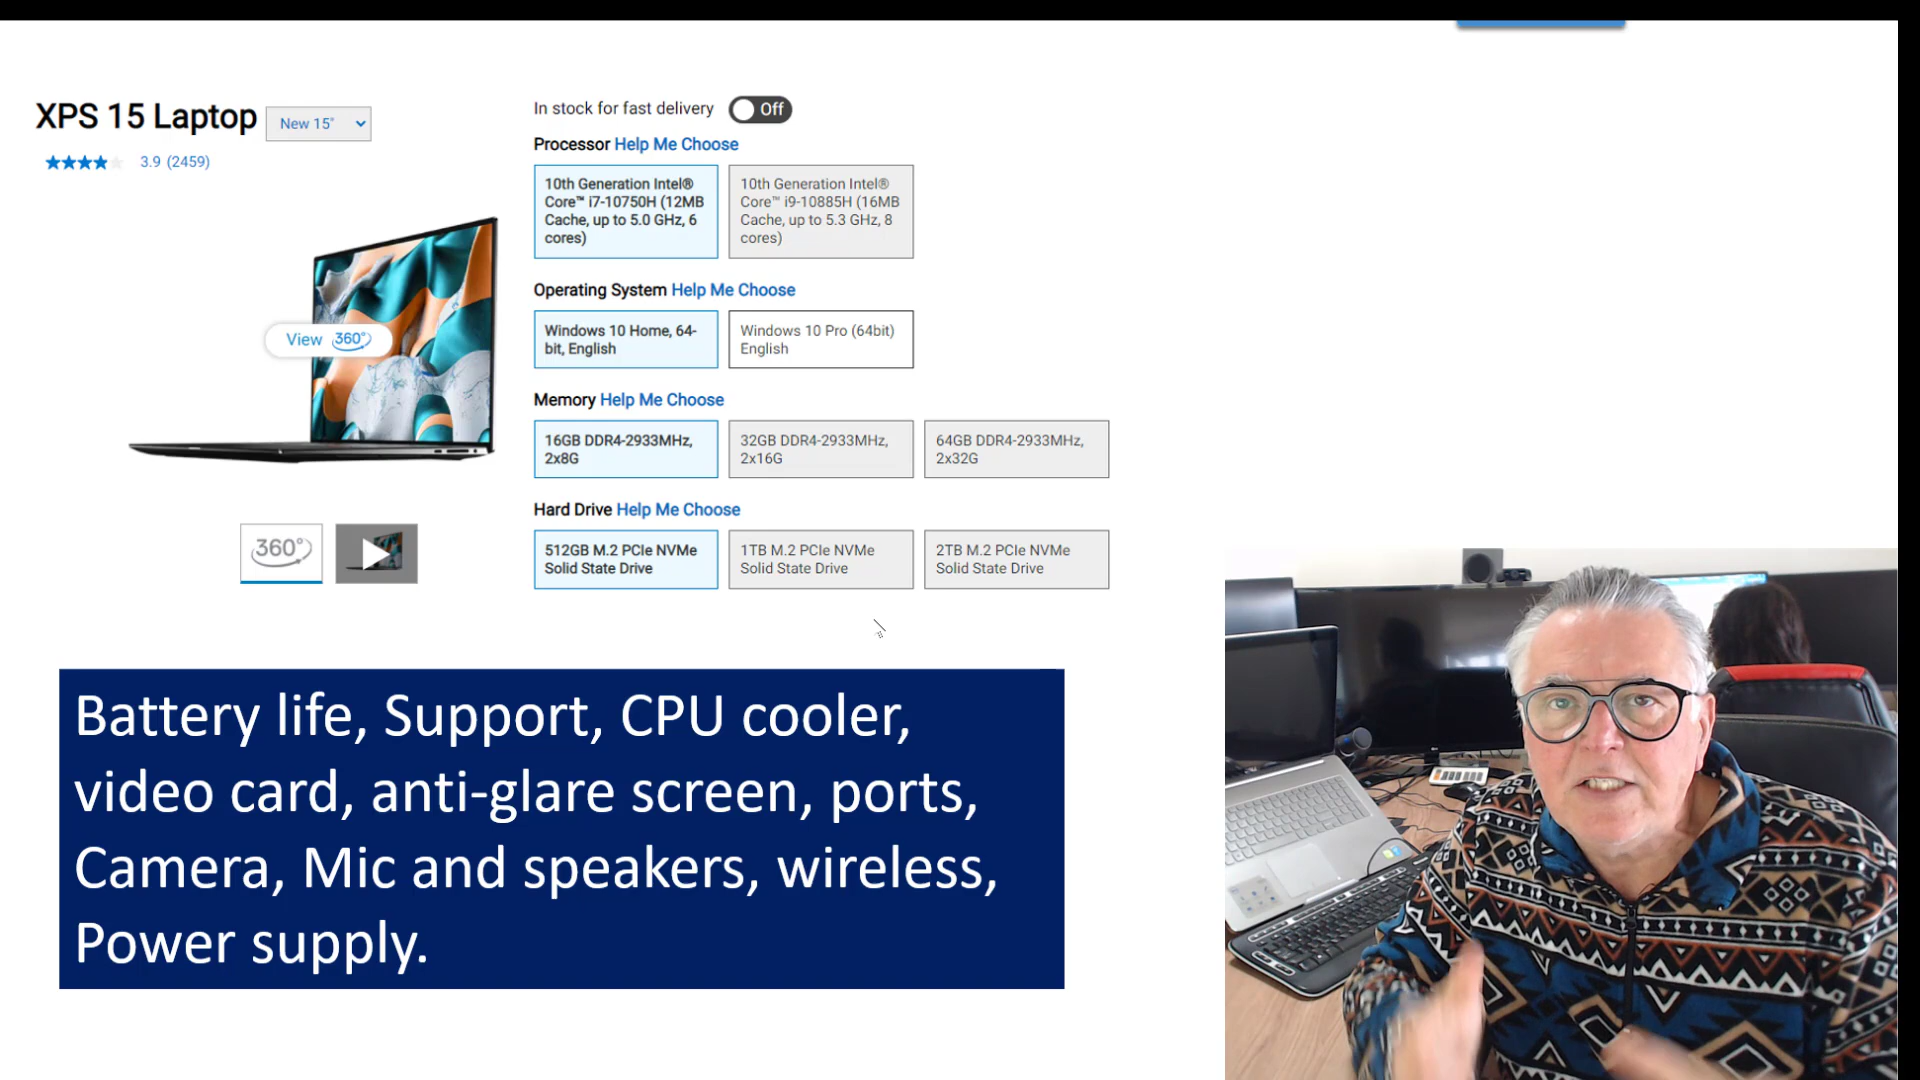 XPS 15 Laptop
New 15"
3.9 (2459)
View 360°
360°
In stock for fast delivery Off
Processor Help Me Choose
10th Generation Intel®
Core™ i7-10750H (12MB
Cache, up to 5.0 GHz, 6
cores)
10th Generation Intel®
Core™ i9-10885H (16MB
Cache, up to 5.3 GHz, 8
cores)
Operating System Help Me Choose
Windows 10 Home, 64-
bit, English
Windows 10 Pro (64bit)
English
Memory Help Me Choose
16GB DDR4-2933MHz,
2x8G
32GB DDR4-2933MHz,
2x16G
64GB DDR4-2933MHz,
2x32G
Hard Drive Help Me Choose
512GB M.2 PCIe NVMe
Solid State Drive
1TB M.2 PCIe NVMe
Solid State Drive
2TB M.2 PCIe NVMe
Solid State Drive
Battery life, Support, CPU cooler,
video card, anti-glare screen, ports,
Camera, Mic and speakers, wireless,
Power supply.